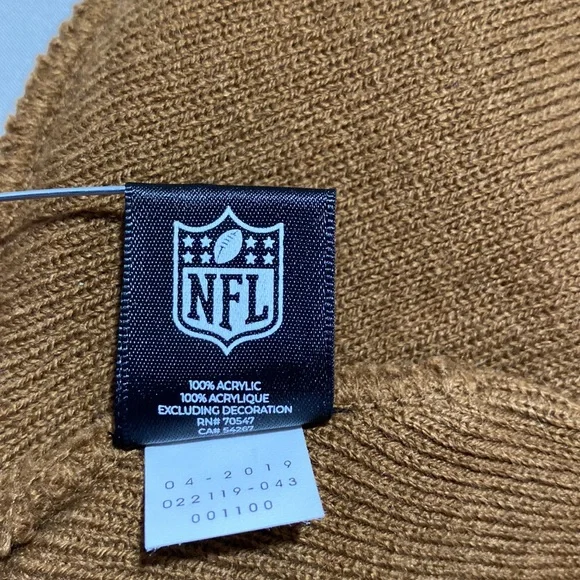 NFL
100% ACRYLIC
100% ACRYLIQUE
EXCLUDING DECORATION
RN# 70547
CA# 54267
04-2019
022119-043
001100